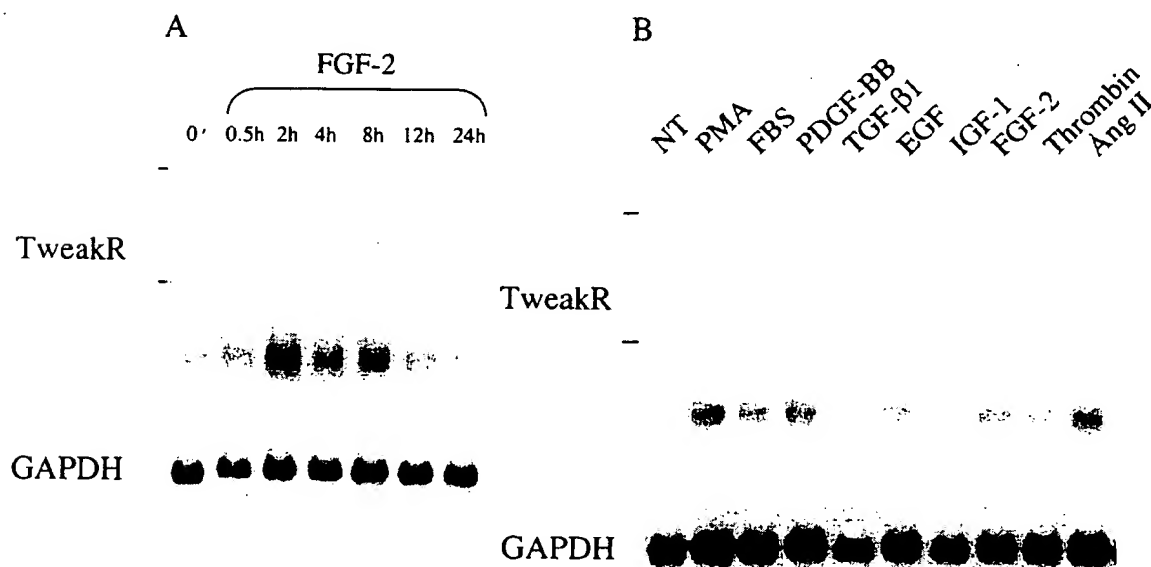 A
FGF-2
0' 0.5h 2h 4h 8h 12h 24h
TweakR
GAPDH
B
NT PMA FBS PDGF-BB TGF-β1 EGF IGF-1 FGF-2 Thrombin Ang II
TweakR
GAPDH